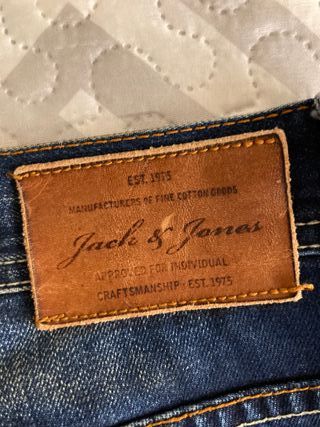 EST. 1975
MANUFACTURERS OF FINE COTTON GOODS
Jack & Jones
APPROVED FOR INDIVIDUAL
CRAFTSMANSHIP · EST. 1975